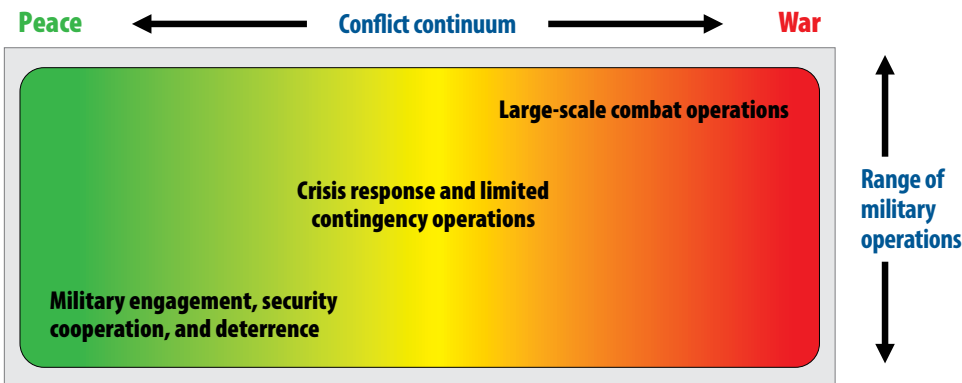 Peace
Conflict continuum
War
Large-scale combat operations
Crisis response and limited
contingency operations
Military engagement, security
cooperation, and deterrence
Range of
military
operations